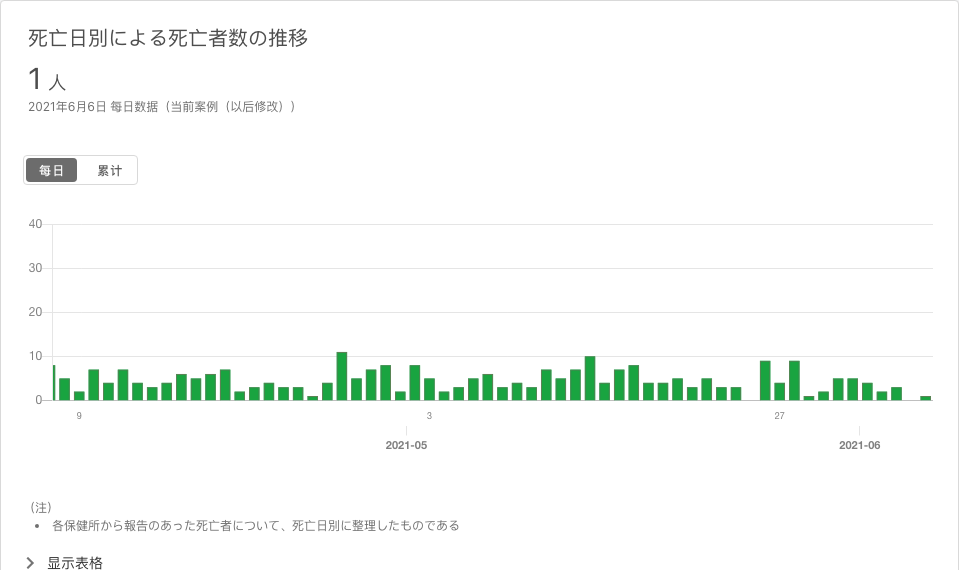 死亡日別による死亡者数の推移
1 人
2021年6月6日 每日数据（当前案例（以后修改））
每日 累计
40
30
20
10
0
9 3 27
2021-05 2021-06
（注）
• 各保健所から報告のあった死亡者について、死亡日別に整理したものである
显示表格